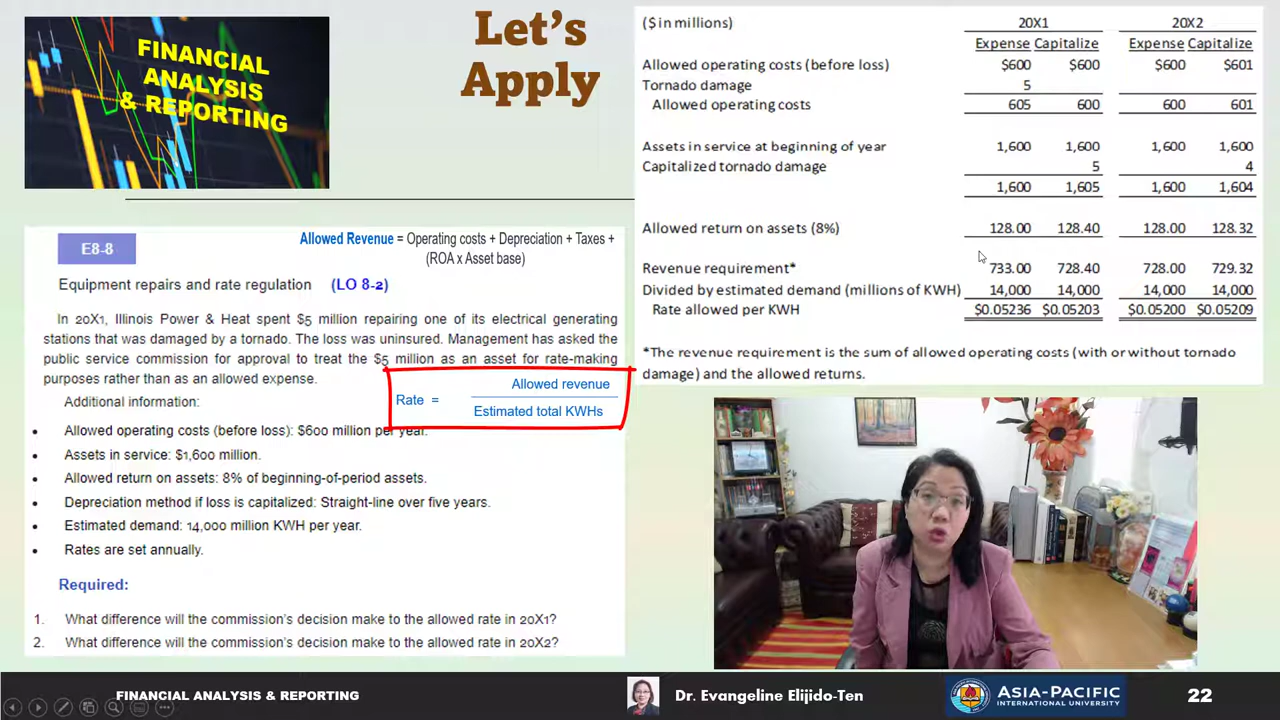 FINANCIAL
ANALYSIS
& REPORTING
Let's
Apply
E8-8
Allowed Revenue = Operating costs + Depreciation + Taxes +
(ROA x Asset base)
Equipment repairs and rate regulation (LO 8-2)
In 20X1, Illinois Power & Heat spent $5 million repairing one of its electrical generating
stations that was damaged by a tornado. The loss was uninsured. Management has asked the
public service commission for approval to treat the $5 million as an asset for rate-making
purposes rather than as an allowed expense.
Rate = Allowed revenue
Estimated total KWHs
Additional information:
• Allowed operating costs (before loss): $600 million per year.
• Assets in service: $1,600 million.
• Allowed return on assets: 8% of beginning-of-period assets.
• Depreciation method if loss is capitalized: Straight-line over five years.
• Estimated demand: 14,000 million KWH per year.
• Rates are set annually.
Required:
1. What difference will the commission's decision make to the allowed rate in 20X1?
2. What difference will the commission's decision make to the allowed rate in 20X2?
($ in millions) 20X1 20X2
Expense Capitalize Expense Capitalize
Allowed operating costs (before loss) $600 $600 $600 $601
Tornado damage 5
Allowed operating costs 605 600 600 601
Assets in service at beginning of year 1,600 1,600 1,600 1,600
Capitalized tornado damage 5 4
1,600 1,605 1,600 1,604
Allowed return on assets (8%) 128.00 128.40 128.00 128.32
Revenue requirement* 733.00 728.40 728.00 729.32
Divided by estimated demand (millions of KWH) 14,000 14,000 14,000 14,000
Rate allowed per KWH $0.05236 $0.05203 $0.05200 $0.05209
*The revenue requirement is the sum of allowed operating costs (with or without tornado
damage) and the allowed returns.
FINANCIAL ANALYSIS & REPORTING
Dr. Evangeline Elijido-Ten
ASIA-PACIFIC
INTERNATIONAL UNIVERSITY
22